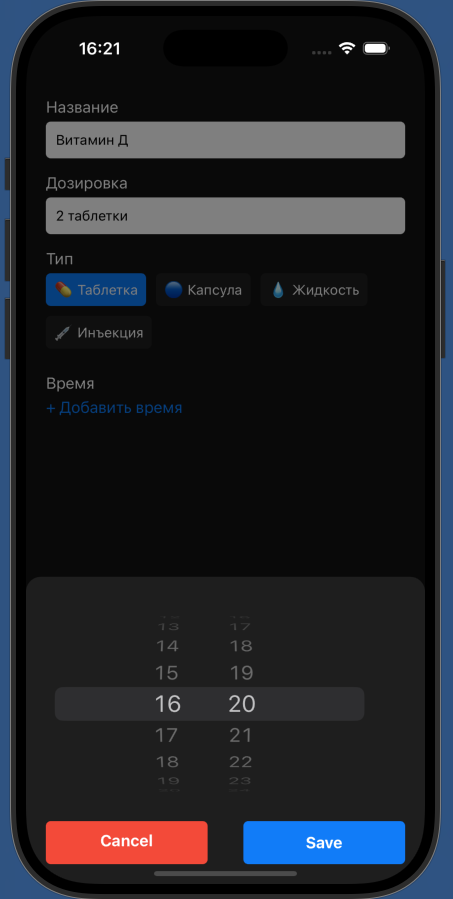 16:21
Название
Витамин Д
Дозировка
2 таблетки
Тип
Таблетка Капсула Жидкость
Инъекция
Время
+ Добавить время
13 17
14 18
15 19
16 20
17 21
18 22
19 23
Cancel Save